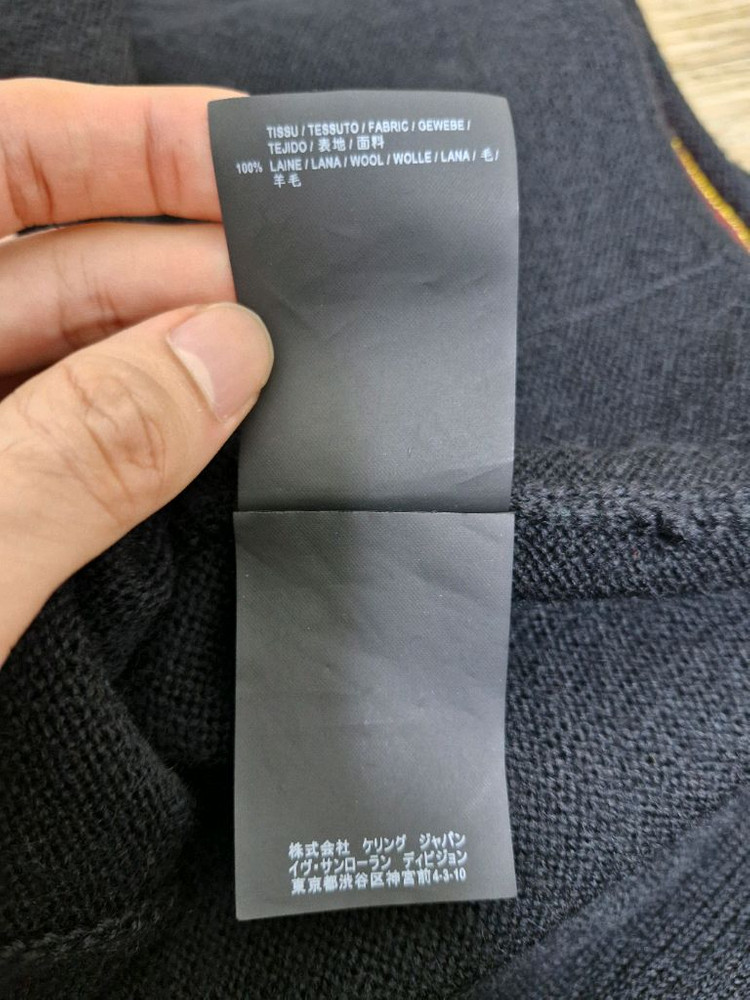 TISSU / TESSUTO / FABRIC / GEWEBE /
TEJIDO / 表地 / 面料
100% LAINE / LANA / WOOL / WOLLE / LANA / 毛 /
羊毛
株式会社 ケリング ジャパン
イヴ・サンローラン ディビジョン
東京都渋谷区神宮前4-3-10